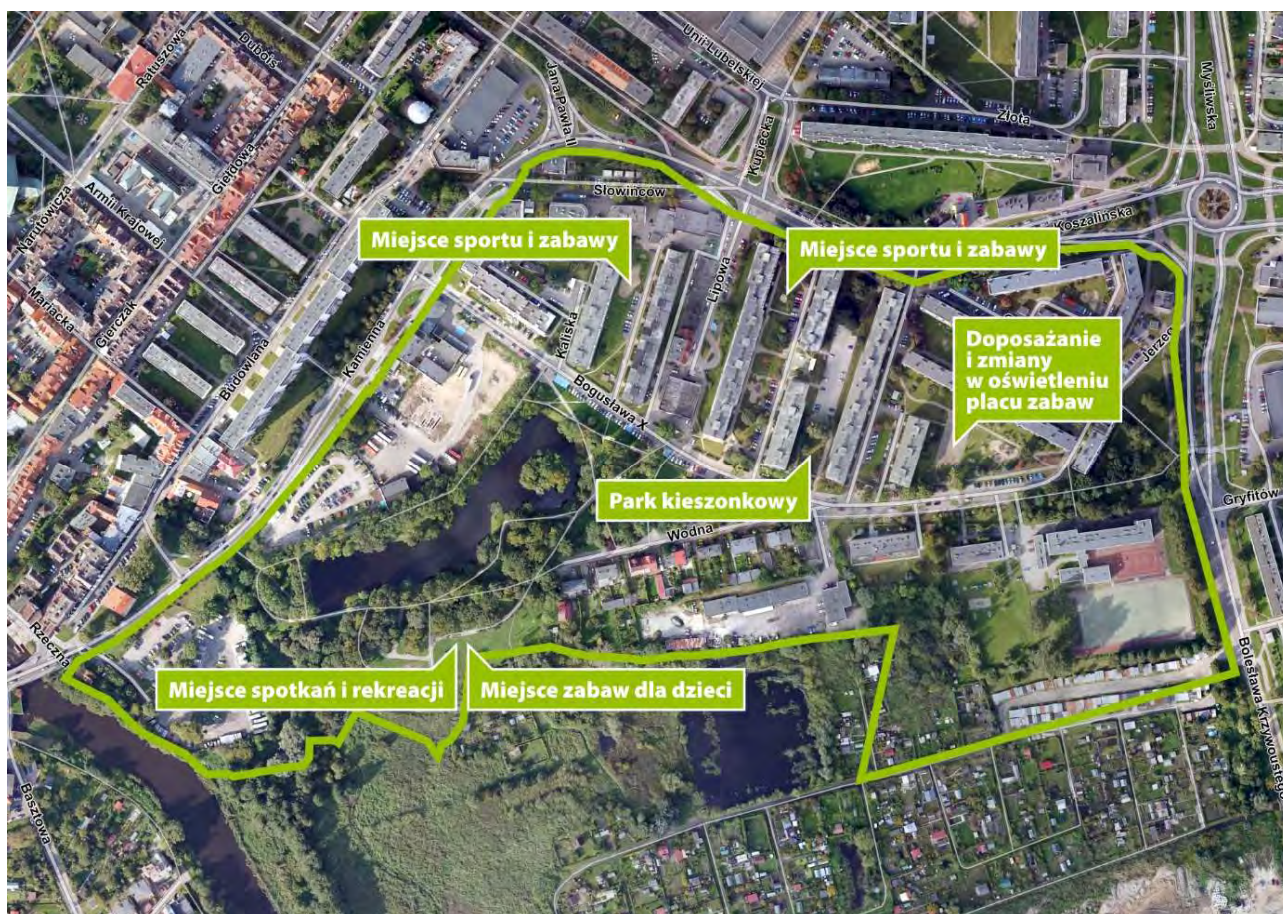 Ratuszowa
Dubois
Unii Lubelskiej
Jana Pawła II
Myśliwska
Złota
Kupiecka
Giełdowa
Armii Krajowej
Narutowicza
Słowińców
Koszalińska
Miejsce sportu i zabawy
Miejsce sportu i zabawy
Lipowa
Mariacka
Gierczak
Budowlana
Kamienna
Kaliska
Jerzego
Doposażanie
i zmiany
w oświetleniu
placu zabaw
Bogusława X
Park kieszonkowy
Gryfitów
Wodna
Rzeczna
Miejsce spotkań i rekreacji
Miejsce zabaw dla dzieci
Bolesława Krzywoustego
Basztowa